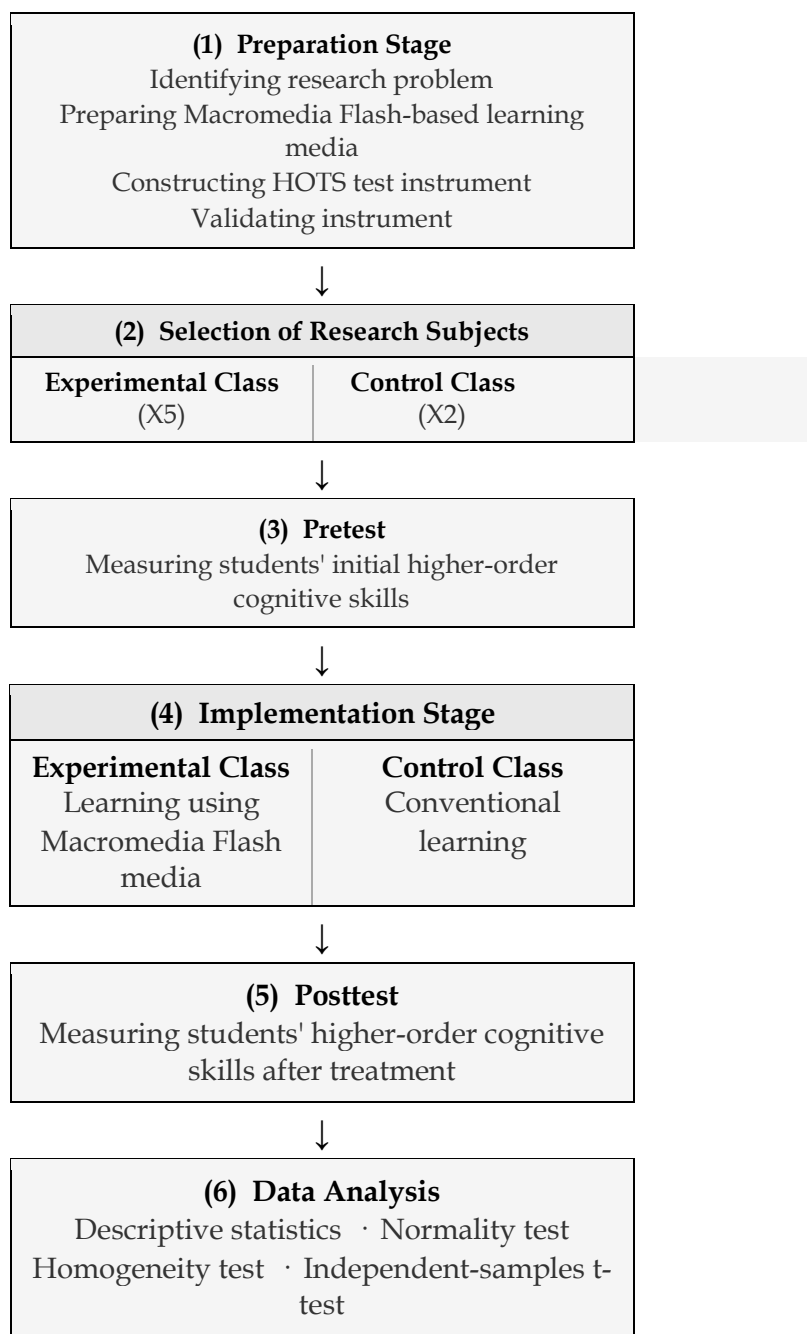 (1) Preparation Stage
Identifying research problem
Preparing Macromedia Flash-based learning
media
Constructing HOTS test instrument
Validating instrument
↓
(2) Selection of Research Subjects
Experimental Class
(X5)
Control Class
(X2)
↓
(3) Pretest
Measuring students' initial higher-order
cognitive skills
↓
(4) Implementation Stage
Experimental Class
Learning using
Macromedia Flash
media
Control Class
Conventional
learning
↓
(5) Posttest
Measuring students' higher-order cognitive
skills after treatment
↓
(6) Data Analysis
Descriptive statistics · Normality test
Homogeneity test · Independent-samples t-
test